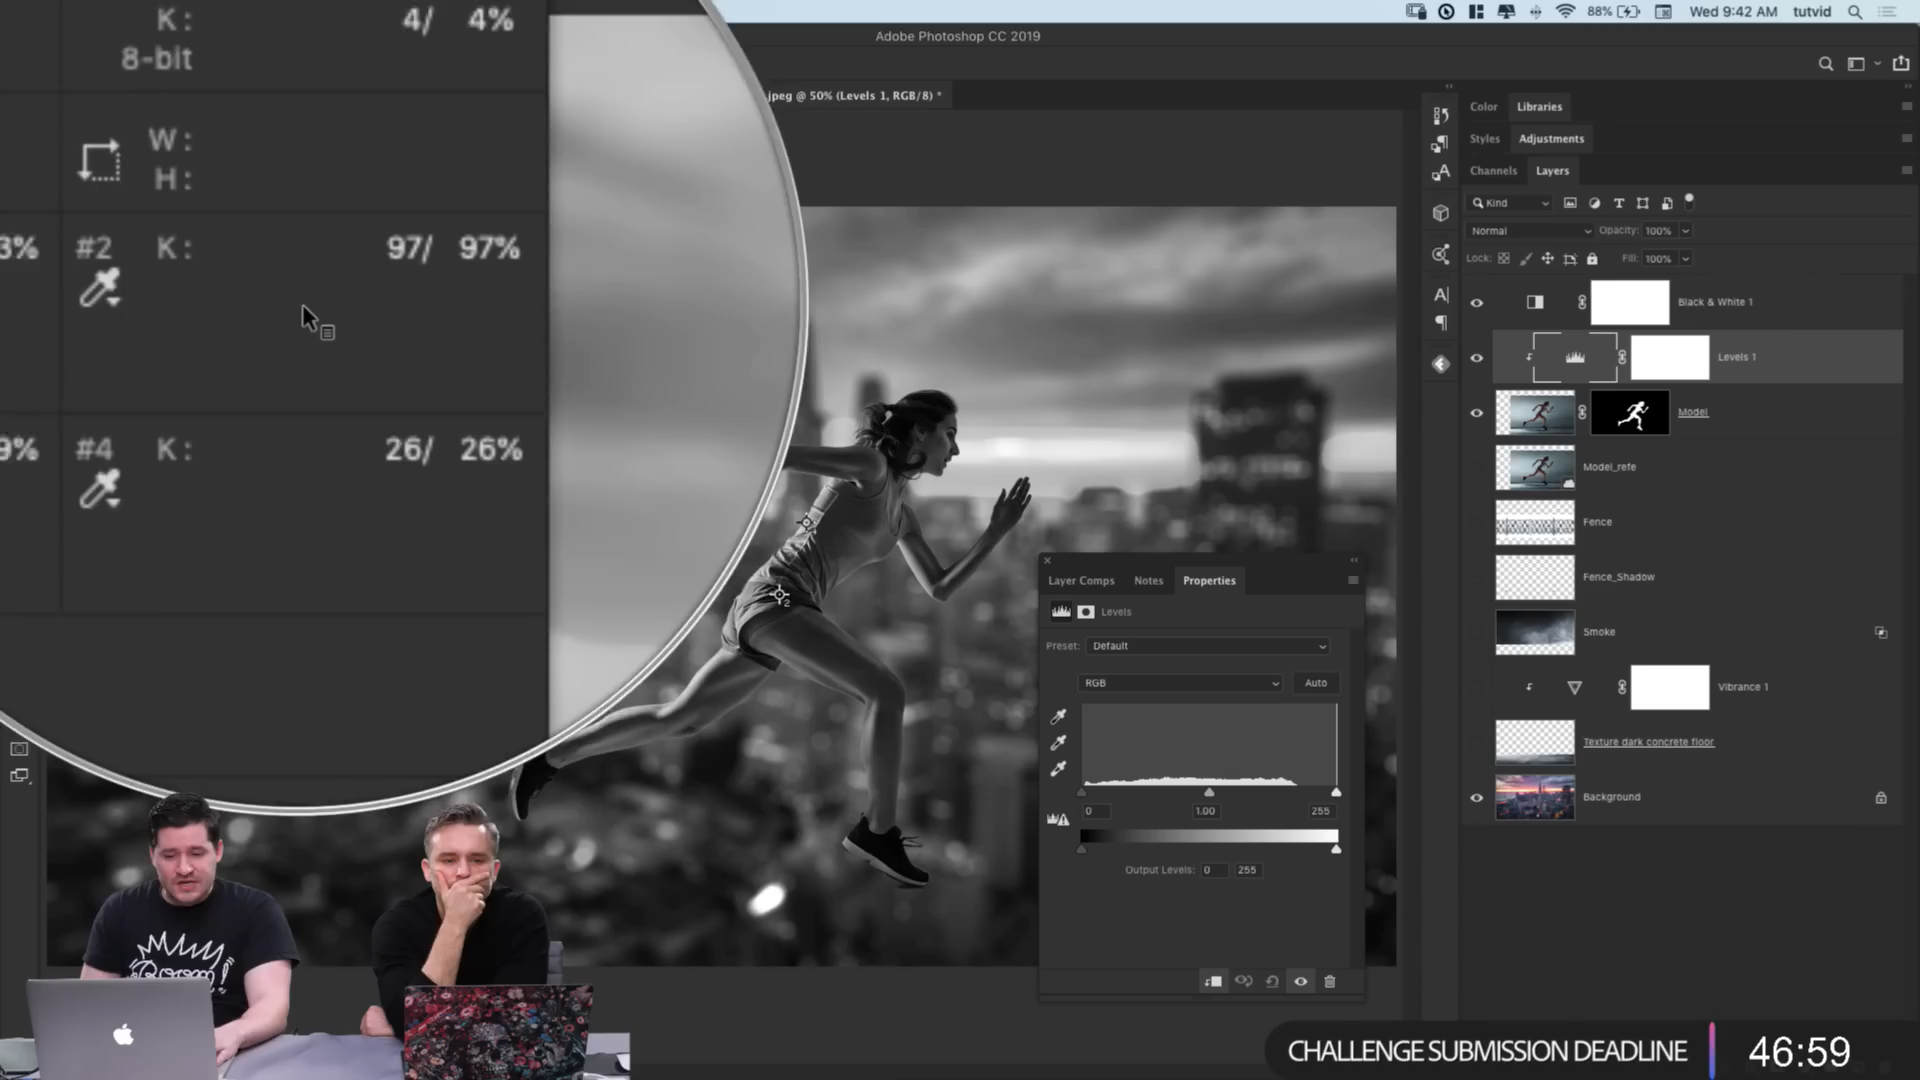 K: 4/ 4%
8-bit
W:
H:
3% #2 K: 97/ 97%
9% #4 K: 26/ 26%
88% Wed 9:42 AM tutvid
Adobe Photoshop CC 2019
.jpeg @ 50% (Levels 1, RGB/8) *
Color Libraries
Styles Adjustments
Channels Layers
Kind
Normal Opacity: 100%
Lock: Fill: 100%
Black & White 1
Levels 1
Model
Model_refe
Fence
Fence_Shadow
Smoke
Vibrance 1
Texture dark concrete floor
Background
2
Layer Comps Notes Properties
Levels
Preset: Default
RGB Auto
0 1.00 255
Output Levels: 0 255
Boom!
CHALLENGE SUBMISSION DEADLINE 46:59